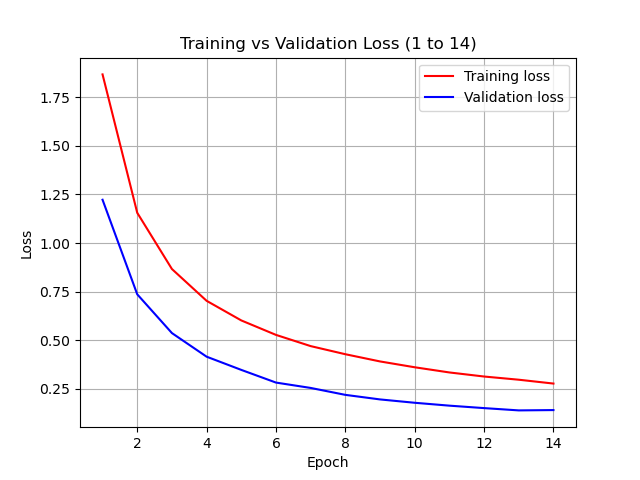 Training vs Validation Loss (1 to 14)
Training loss
Validation loss
1.75
1.50
1.25
1.00
0.75
0.50
0.25
Loss
2 4 6 8 10 12 14
Epoch